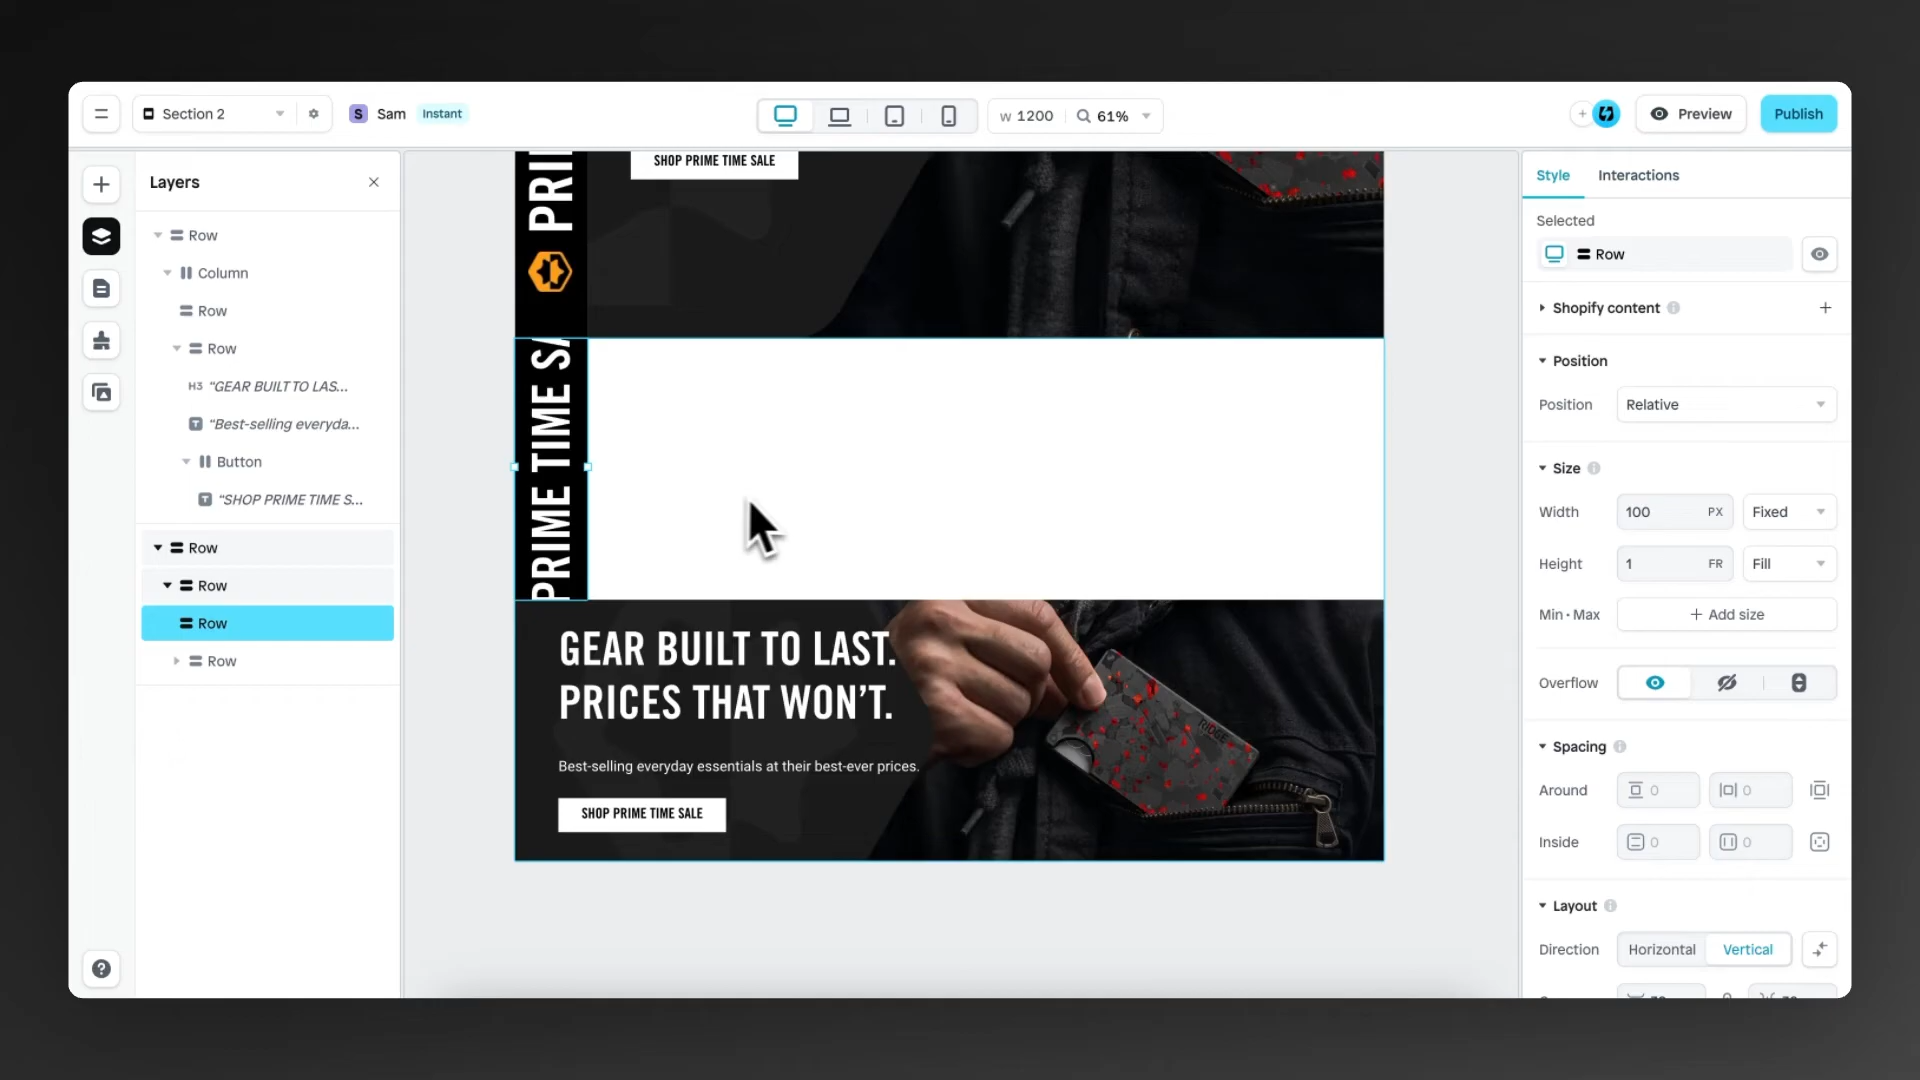 Section 2
S
Sam
Instant
W 1200
61%
Preview
Publish
Layers
Row
Column
Row
Row
H3 "GEAR BUILT TO LAS...
T "Best-selling everyda...
Button
T "SHOP PRIME TIME S...
Row
Row
Row
Row
PRI
SHOP PRIME TIME SALE
PRIME TIME SA
GEAR BUILT TO LAST.
PRICES THAT WON'T.
Best-selling everyday essentials at their best-ever prices.
SHOP PRIME TIME SALE
RIDGE
Style
Interactions
Selected
Row
Shopify content
Position
Position
Relative
Size
Width
100
PX
Fixed
Height
1
FR
Fill
Min · Max
Add size
Overflow
Spacing
Around
0
0
Inside
0
0
Layout
Direction
Horizontal
Vertical